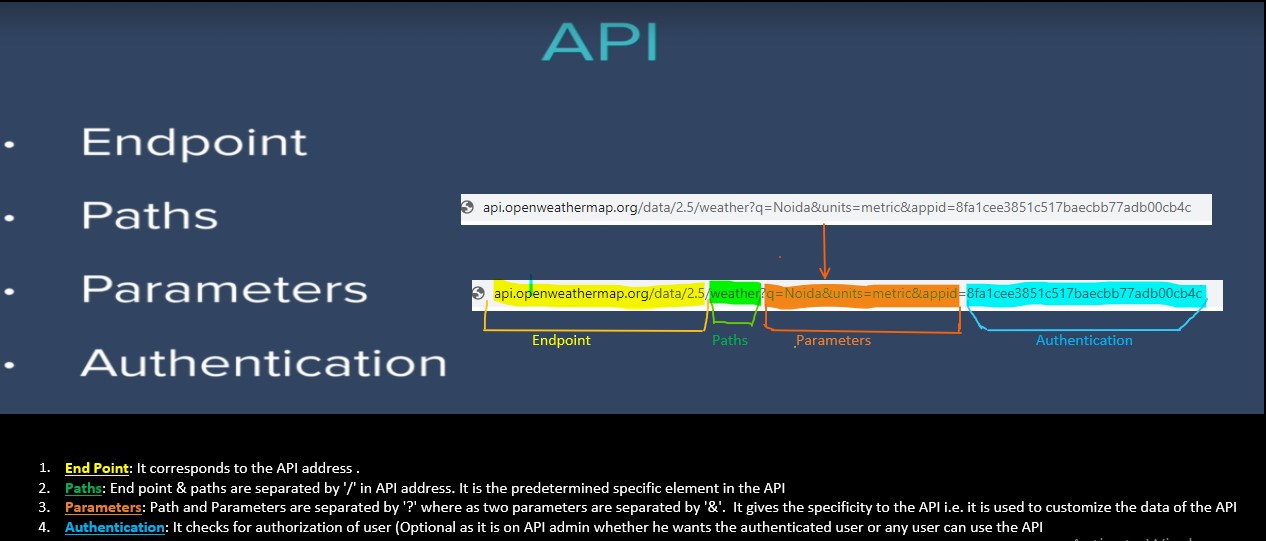 API
• Endpoint
• Paths
• Parameters
• Authentication
api.openweathermap.org/data/2.5/weather?q=Noida&units=metric&appid=8fa1cee3851c517baecbb77adb00cb4c
api.openweathermap.org/data/2.5/weather?q=Noida&units=metric&appid=8fa1cee3851c517baecbb77adb00cb4c
Endpoint Paths Parameters Authentication
1. End Point: It corresponds to the API address .
2. Paths: End point & paths are separated by '/' in API address. It is the predetermined specific element in the API
3. Parameters: Path and Parameters are separated by '?' where as two parameters are separated by '&'. It gives the specificity to the API i.e. it is used to customize the data of the API
4. Authentication: It checks for authorization of user (Optional as it is on API admin whether he wants the authenticated user or any user can use the API